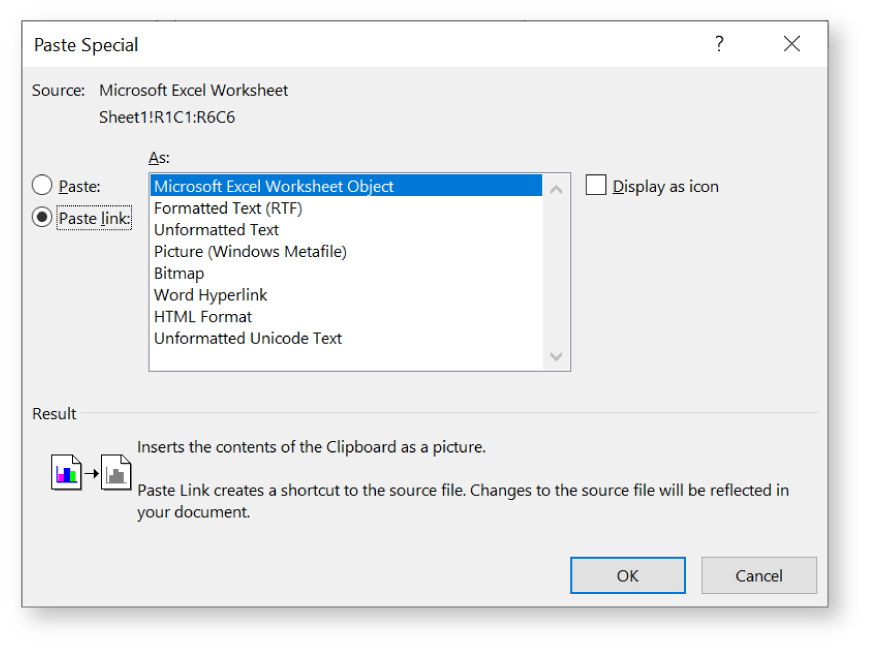 Paste Special
?
Source: Microsoft Excel Worksheet
Sheet1!R1C1:R6C6
As:
Paste:
Paste link:
Microsoft Excel Worksheet Object
Formatted Text (RTF)
Unformatted Text
Picture (Windows Metafile)
Bitmap
Word Hyperlink
HTML Format
Unformatted Unicode Text
Display as icon
Result
Inserts the contents of the Clipboard as a picture.
Paste Link creates a shortcut to the source file. Changes to the source file will be reflected in
your document.
OK
Cancel